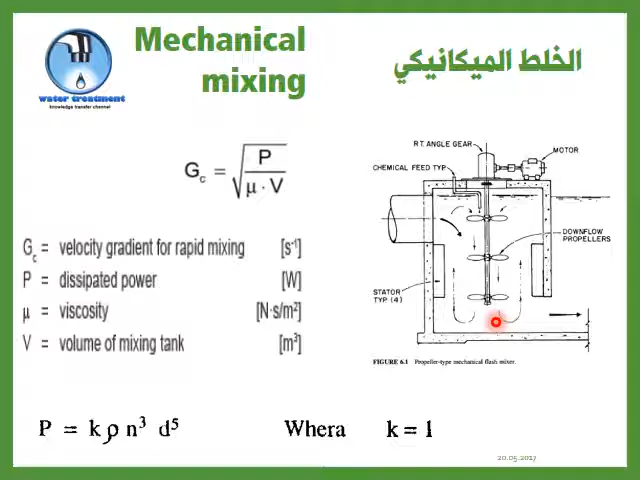 Mechanical
mixing
الخلط الميكانيكي
water treatment
knowledge transfer channel
G_c = √(P / (μ · V))
G_c = velocity gradient for rapid mixing [s⁻¹]
P = dissipated power [W]
μ = viscosity [N·s/m²]
V = volume of mixing tank [m³]
RT. ANGLE GEAR
MOTOR
CHEMICAL FEED TYP
DOWNFLOW
PROPELLERS
STATOR
TYP (4)
FIGURE 6.1 Propeller-type mechanical flash mixer.
P = k ρ n³ d⁵ Whera k = 1
20.05.2017